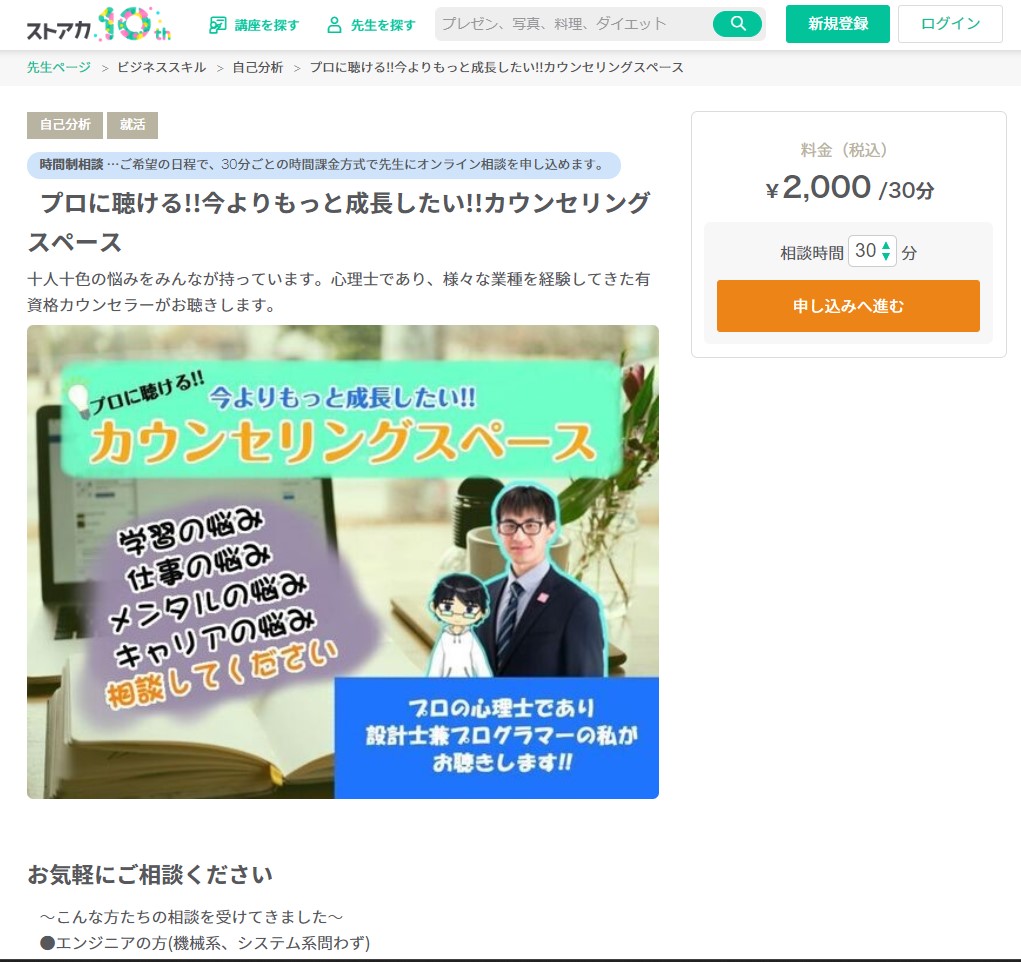 ストアカ 10th
講座を探す
先生を探す
プレゼン、写真、料理、ダイエット
新規登録
ログイン
先生ページ > ビジネススキル > 自己分析 > プロに聴ける!!今よりもっと成長したい!!カウンセリングスペース
自己分析 就活
時間制相談 …ご希望の日程で、30分ごとの時間課金方式で先生にオンライン相談を申し込めます。
プロに聴ける!!今よりもっと成長したい!!カウンセリング
スペース
十人十色の悩みをみんなが持っています。心理士であり、様々な業種を経験してきた有
資格カウンセラーがお聴きします。
料金（税込）
¥2,000 /30分
相談時間 30 分
申し込みへ進む
プロに聴ける!!
今よりもっと成長したい!!
カウンセリングスペース
学習の悩み
仕事の悩み
メンタルの悩み
キャリアの悩み
相談してください
プロの心理士であり
設計士兼プログラマーの私が
お聴きします!!
お気軽にご相談ください
～こんな方たちの相談を受けてきました～
●エンジニアの方(機械系、システム系問わず)